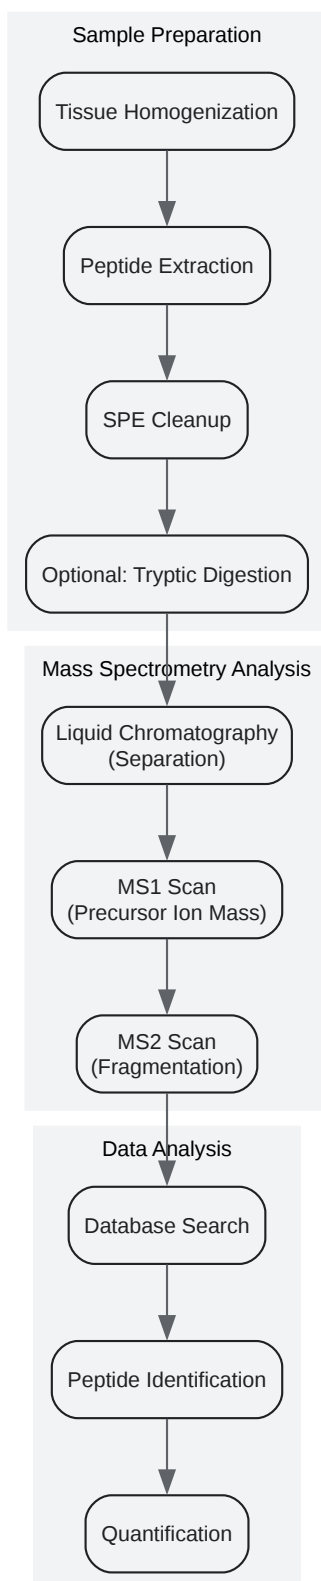 Sample Preparation
Tissue Homogenization
Peptide Extraction
SPE Cleanup
Optional: Tryptic Digestion
Mass Spectrometry Analysis
Liquid Chromatography
(Separation)
MS1 Scan
(Precursor Ion Mass)
MS2 Scan
(Fragmentation)
Data Analysis
Database Search
Peptide Identification
Quantification